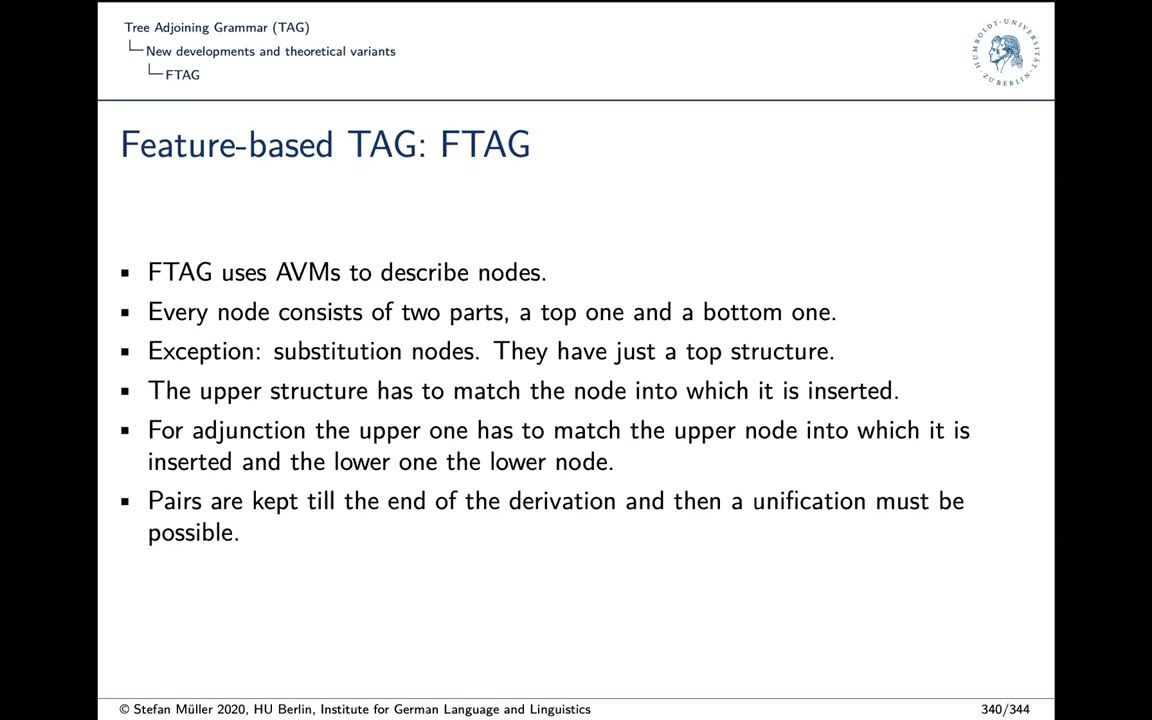 Tree Adjoining Grammar (TAG)
New developments and theoretical variants
FTAG
HUMBOLDT-UNIVERSITÄT
· ZU BERLIN ·
Feature-based TAG: FTAG
▪ FTAG uses AVMs to describe nodes.
▪ Every node consists of two parts, a top one and a bottom one.
▪ Exception: substitution nodes. They have just a top structure.
▪ The upper structure has to match the node into which it is inserted.
▪ For adjunction the upper one has to match the upper node into which it is
inserted and the lower one the lower node.
▪ Pairs are kept till the end of the derivation and then a unification must be
possible.
© Stefan Müller 2020, HU Berlin, Institute for German Language and Linguistics
340/344